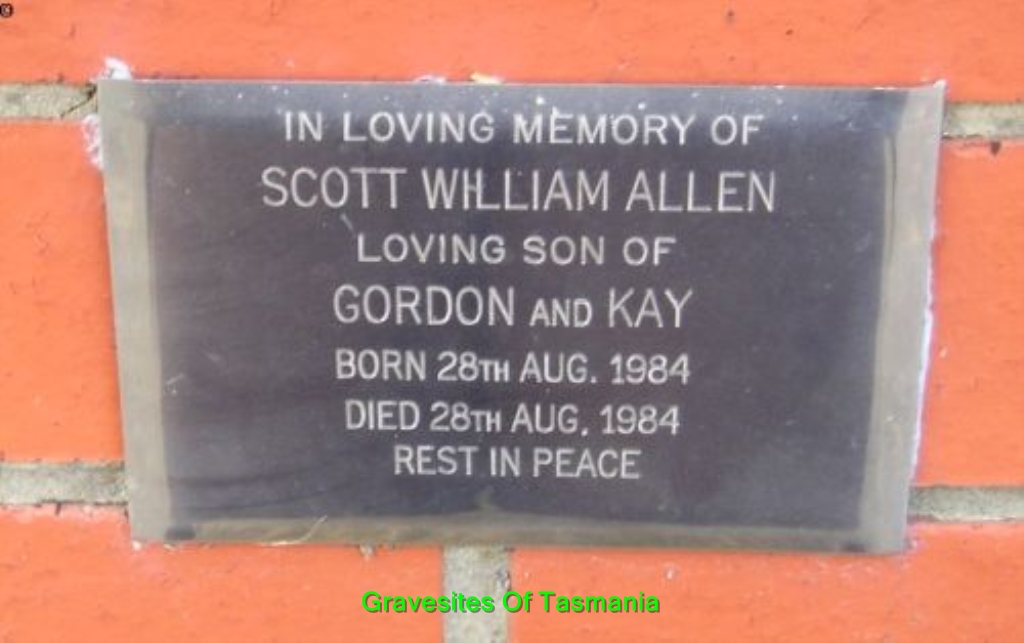 IN LOVING MEMORY OF
SCOTT WILLIAM ALLEN
LOVING SON OF
GORDON AND KAY
BORN 28TH AUG. 1984
DIED 28TH AUG. 1984
REST IN PEACE
Gravesites Of Tasmania